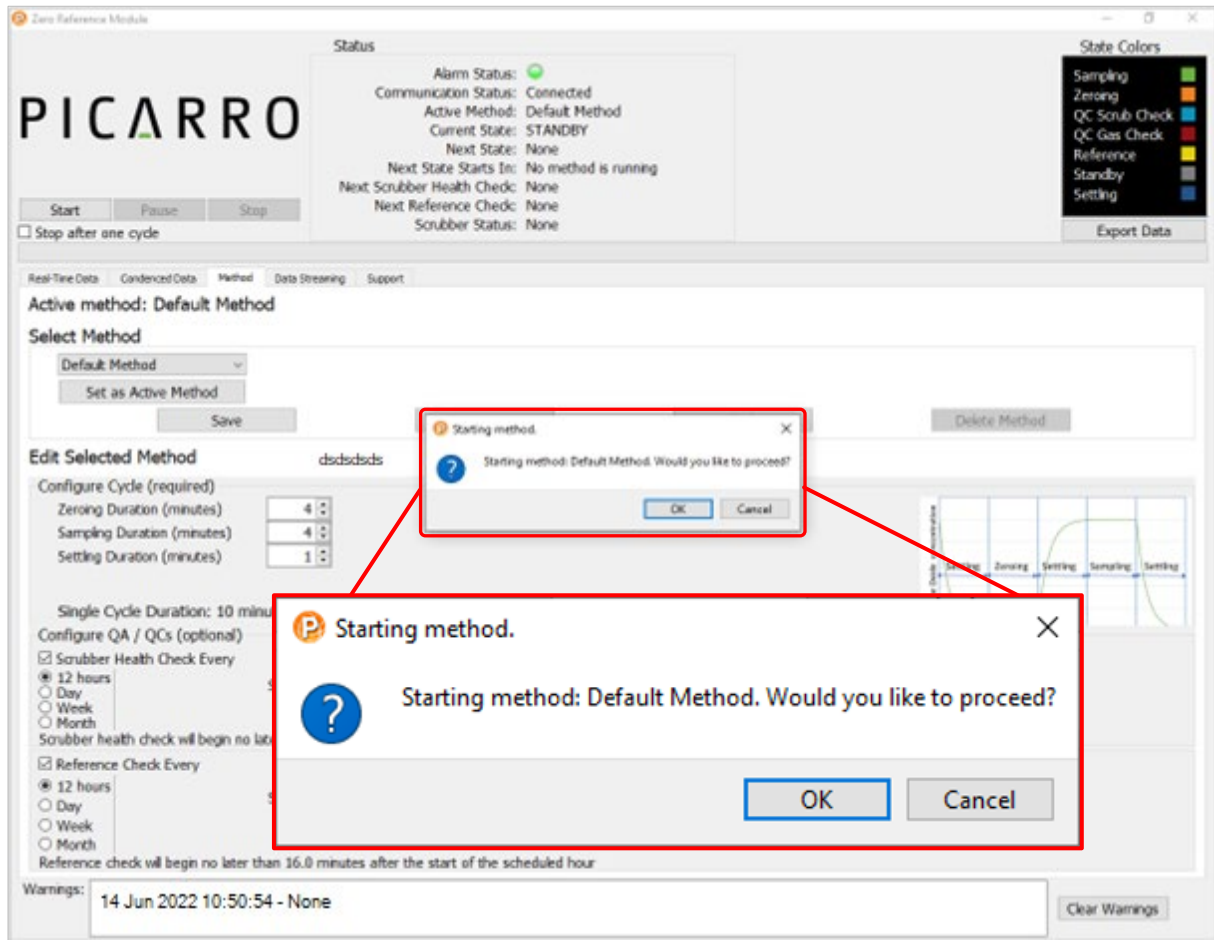 Zero Reference Module
PICARRO
Start Pause Stop
Stop after one cycle
Status
Alarm Status:
Communication Status: Connected
Active Method: Default Method
Current State: STANDBY
Next State: None
Next State Starts In: No method is running
Next Scrubber Health Check: None
Next Reference Check: None
Scrubber Status: None
State Colors
Sampling
Zeroing
QC Scrub Check
QC Gas Check
Reference
Standby
Settling
Export Data
Real-Time Data Condensed Data Method Data Streaming Support
Active method: Default Method
Select Method
Default Method
Set as Active Method
Save
Delete Method
Starting method.
Starting method: Default Method. Would you like to proceed?
OK Cancel
Edit Selected Method dsdsdsds
Configure Cycle (required)
Zeroing Duration (minutes) 4
Sampling Duration (minutes) 4
Settling Duration (minutes) 1
Settling Zeroing Settling Sampling Settling
Single Cycle Duration: 10 minu
Configure QA / QCs (optional)
Scrubber Health Check Every
12 hours
Day
Week
Month
Scrubber health check will begin no late
Starting method.
Starting method: Default Method. Would you like to proceed?
OK Cancel
Reference Check Every
12 hours
Day
Week
Month
Reference check will begin no later than 16.0 minutes after the start of the scheduled hour
Warnings:
14 Jun 2022 10:50:54 - None
Clear Warnings